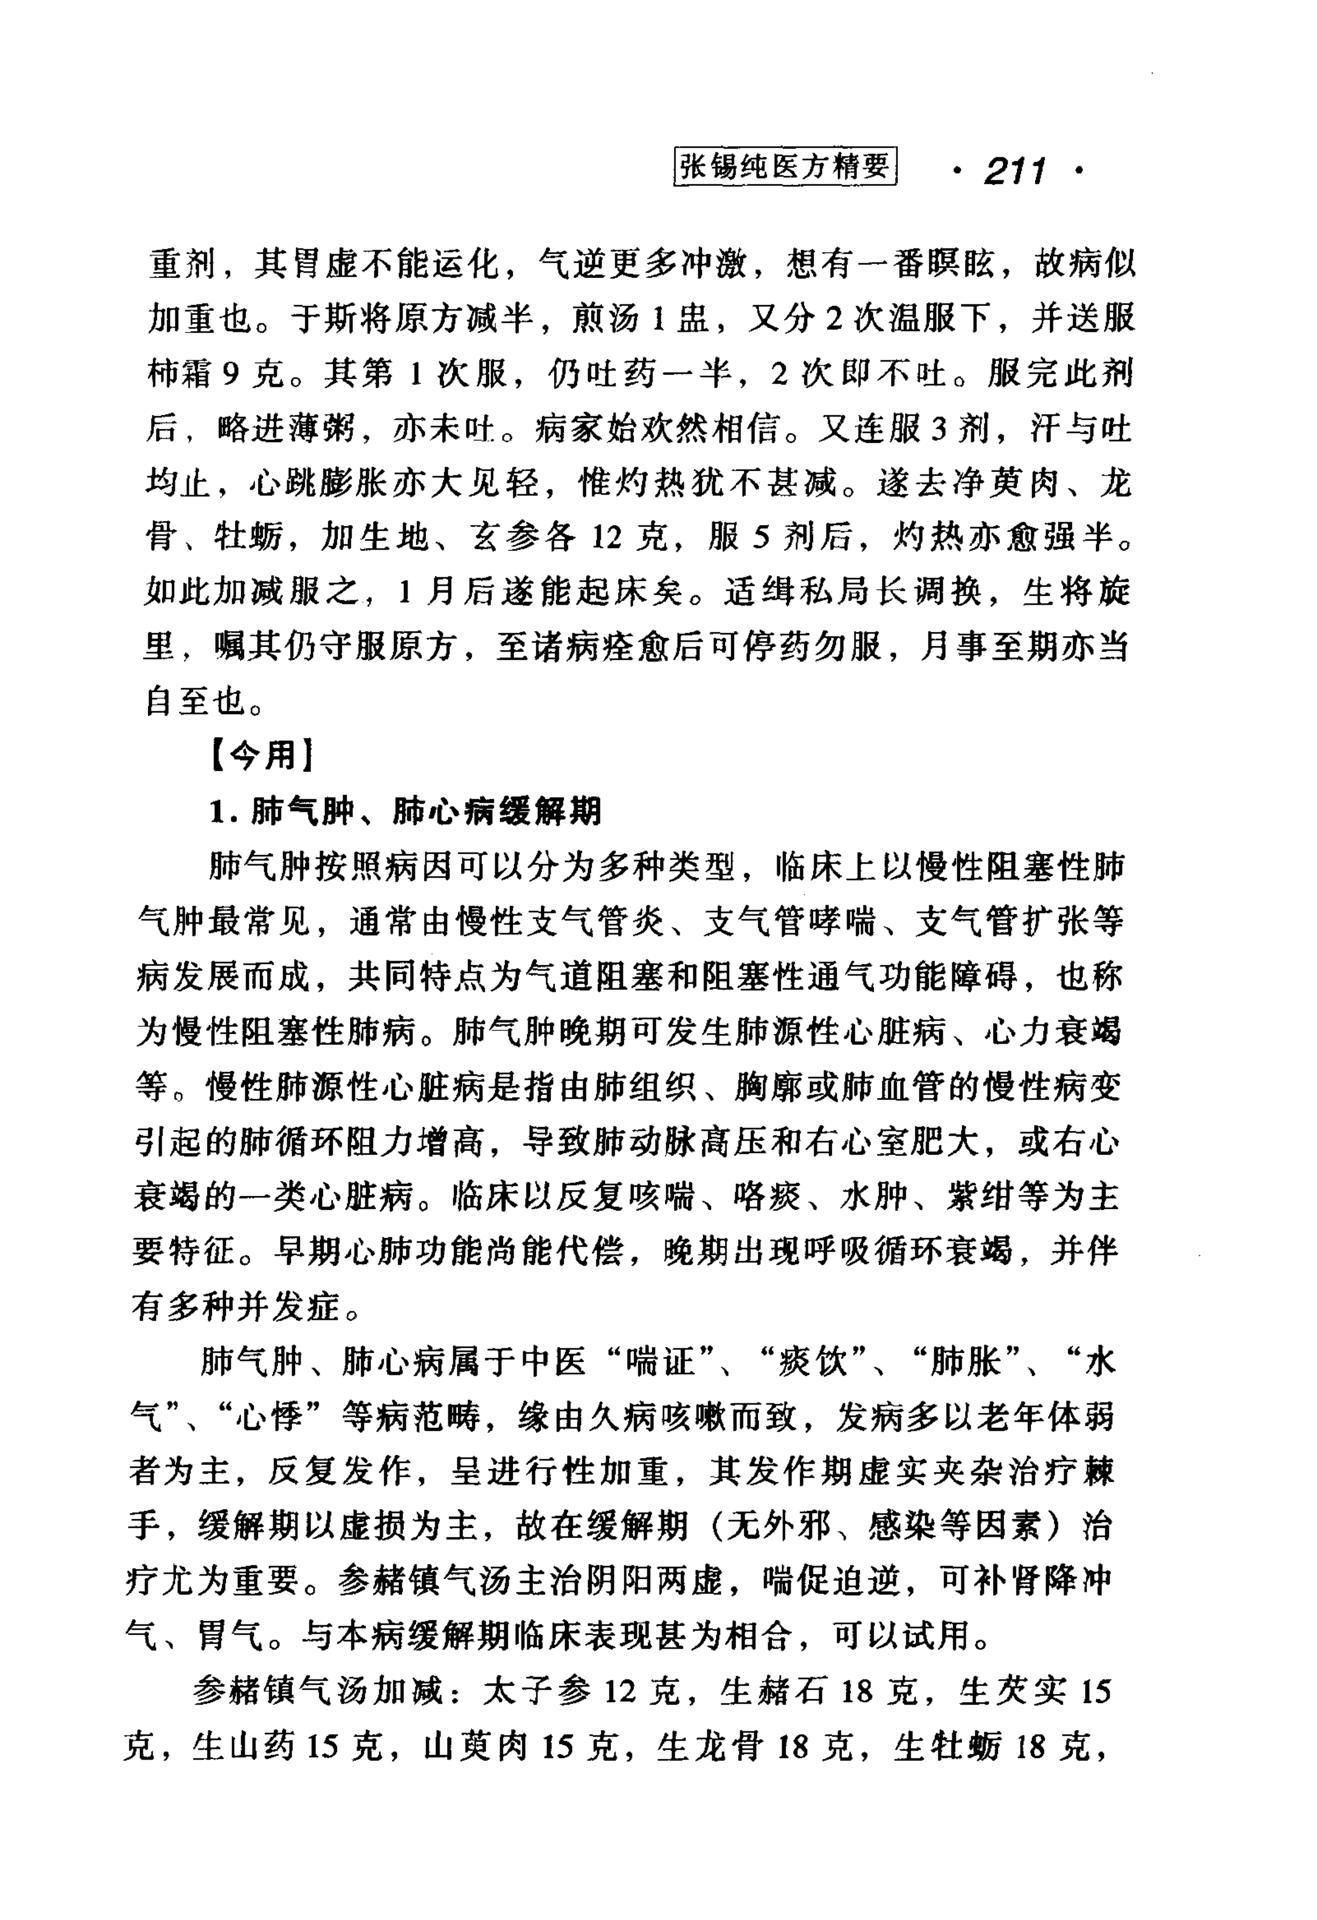 张锡纯医方精要 · 211 ·
重剂，其胃虚不能运化，气逆更多冲激，想有一番瞑眩，故病似
加重也。于斯将原方减半，煎汤1盅，又分2次温服下，并送服
柿霜9克。其第1次服，仍吐药一半，2次即不吐。服完此剂
后，略进薄粥，亦未吐。病家始欢然相信。又连服3剂，汗与吐
均止，心跳膨胀亦大见轻，惟灼热犹不甚减。遂去净萸肉、龙
骨、牡蛎，加生地、玄参各12克，服5剂后，灼热亦愈强半。
如此加减服之，1月后遂能起床矣。适缉私局长调换，生将旋
里，嘱其仍守服原方，至诸病痊愈后可停药勿服，月事至期亦当
自至也。
【今用】
1. 肺气肿、肺心病缓解期
肺气肿按照病因可以分为多种类型，临床上以慢性阻塞性肺
气肿最常见，通常由慢性支气管炎、支气管哮喘、支气管扩张等
病发展而成，共同特点为气道阻塞和阻塞性通气功能障碍，也称
为慢性阻塞性肺病。肺气肿晚期可发生肺源性心脏病、心力衰竭
等。慢性肺源性心脏病是指由肺组织、胸廓或肺血管的慢性病变
引起的肺循环阻力增高，导致肺动脉高压和右心室肥大，或右心
衰竭的一类心脏病。临床以反复咳喘、咯痰、水肿、紫绀等为主
要特征。早期心肺功能尚能代偿，晚期出现呼吸循环衰竭，并伴
有多种并发症。
肺气肿、肺心病属于中医“喘证”、“痰饮”、“肺胀”、“水
气”、“心悸”等病范畴，缘由久病咳嗽而致，发病多以老年体弱
者为主，反复发作，呈进行性加重，其发作期虚实夹杂治疗棘
手，缓解期以虚损为主，故在缓解期（无外邪、感染等因素）治
疗尤为重要。参赭镇气汤主治阴阳两虚，喘促迫逆，可补肾降冲
气、胃气。与本病缓解期临床表现甚为相合，可以试用。
参赭镇气汤加减：太子参12克，生赭石18克，生芡实15
克，生山药15克，山萸肉15克，生龙骨18克，生牡蛎18克，